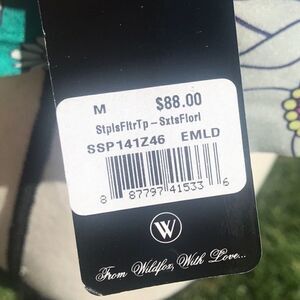 M $88.00
StplsFltrTp-SxtsFlorl
SSP141Z46 EMLD
8 87797 41533 6
W
From Wildfox, With Love...